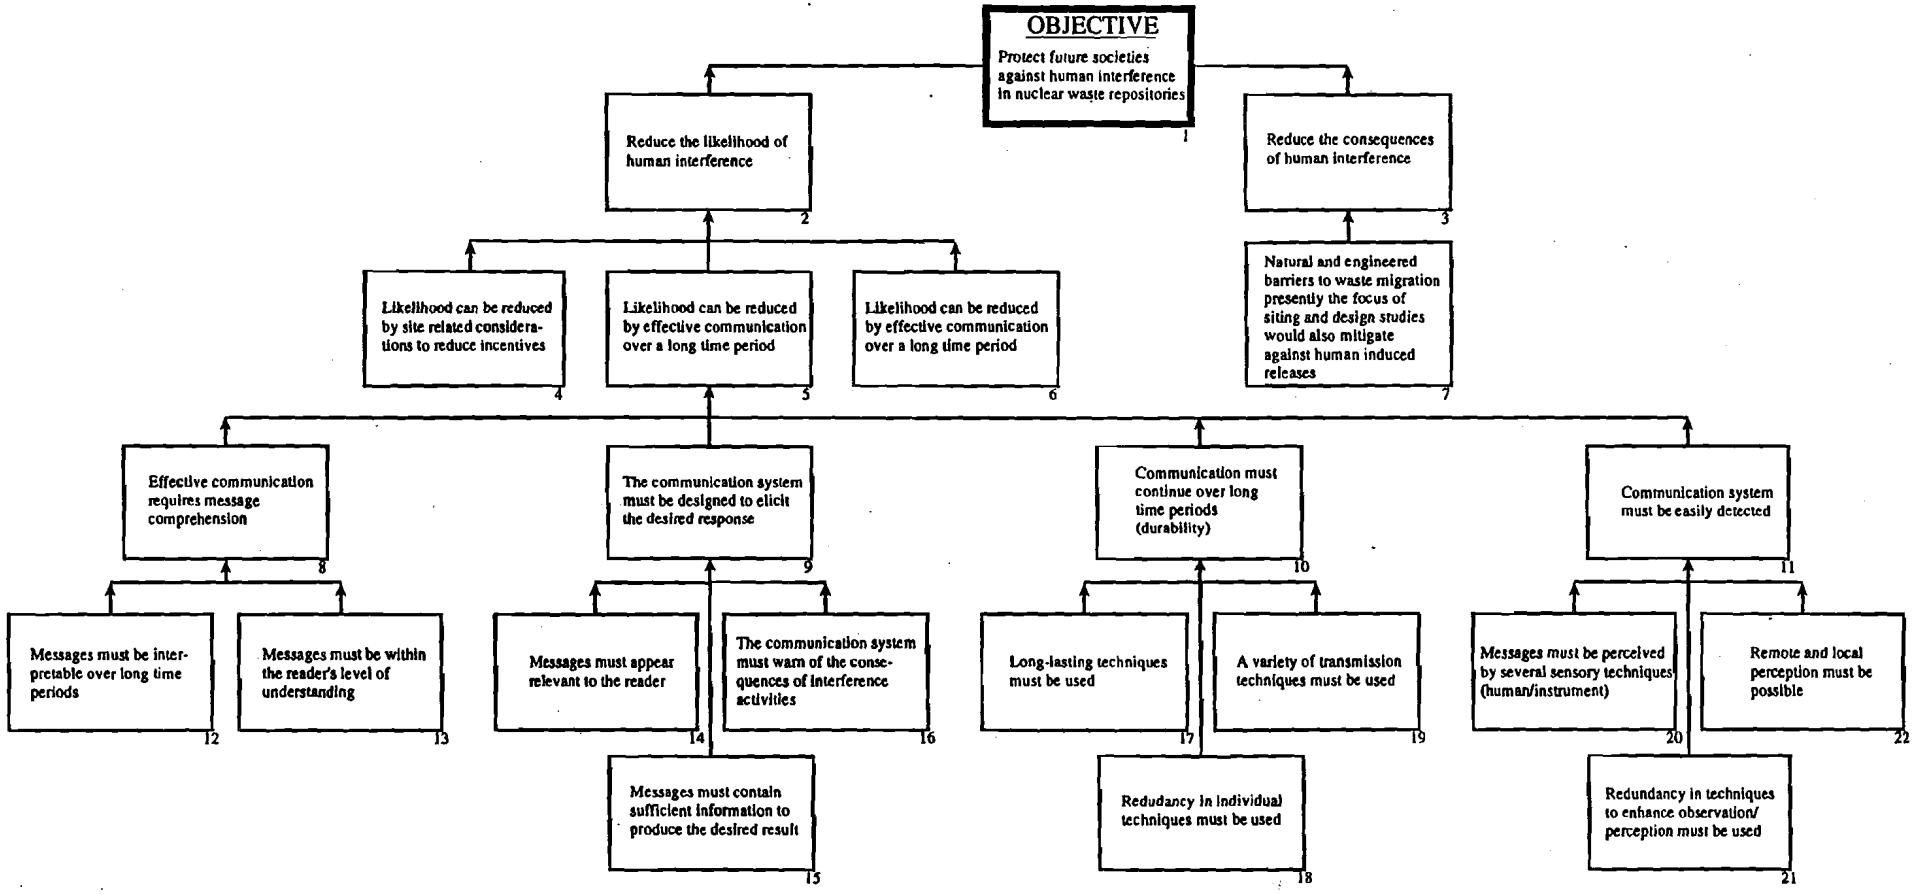 OBJECTIVE
Protect future societies
against human interference
in nuclear waste repositories
1
Reduce the likelihood of
human interference
2
Reduce the consequences
of human interference
3
Likelihood can be reduced
by site related considera-
tions to reduce incentives
4
Likelihood can be reduced
by effective communication
over a long time period
5
Likelihood can be reduced
by effective communication
over a long time period
6
Natural and engineered
barriers to waste migration
presently the focus of
siting and design studies
would also mitigate
against human induced
releases
7
Effective communication
requires message
comprehension
8
The communication system
must be designed to elicit
the desired response
9
Communication must
continue over long
time periods
(durability)
10
Communication system
must be easily detected
11
Messages must be inter-
pretable over long time
periods
12
Messages must be within
the reader's level of
understanding
13
Messages must appear
relevant to the reader
14
The communication system
must warn of the conse-
quences of interference
activities
16
Long-lasting techniques
must be used
17
A variety of transmission
techniques must be used
19
Messages must be perceived
by several sensory techniques
(human/instrument)
20
Remote and local
perception must be
possible
22
Messages must contain
sufficient information to
produce the desired result
15
Redudancy in individual
techniques must be used
18
Redundancy in techniques
to enhance observation/
perception must be used
21